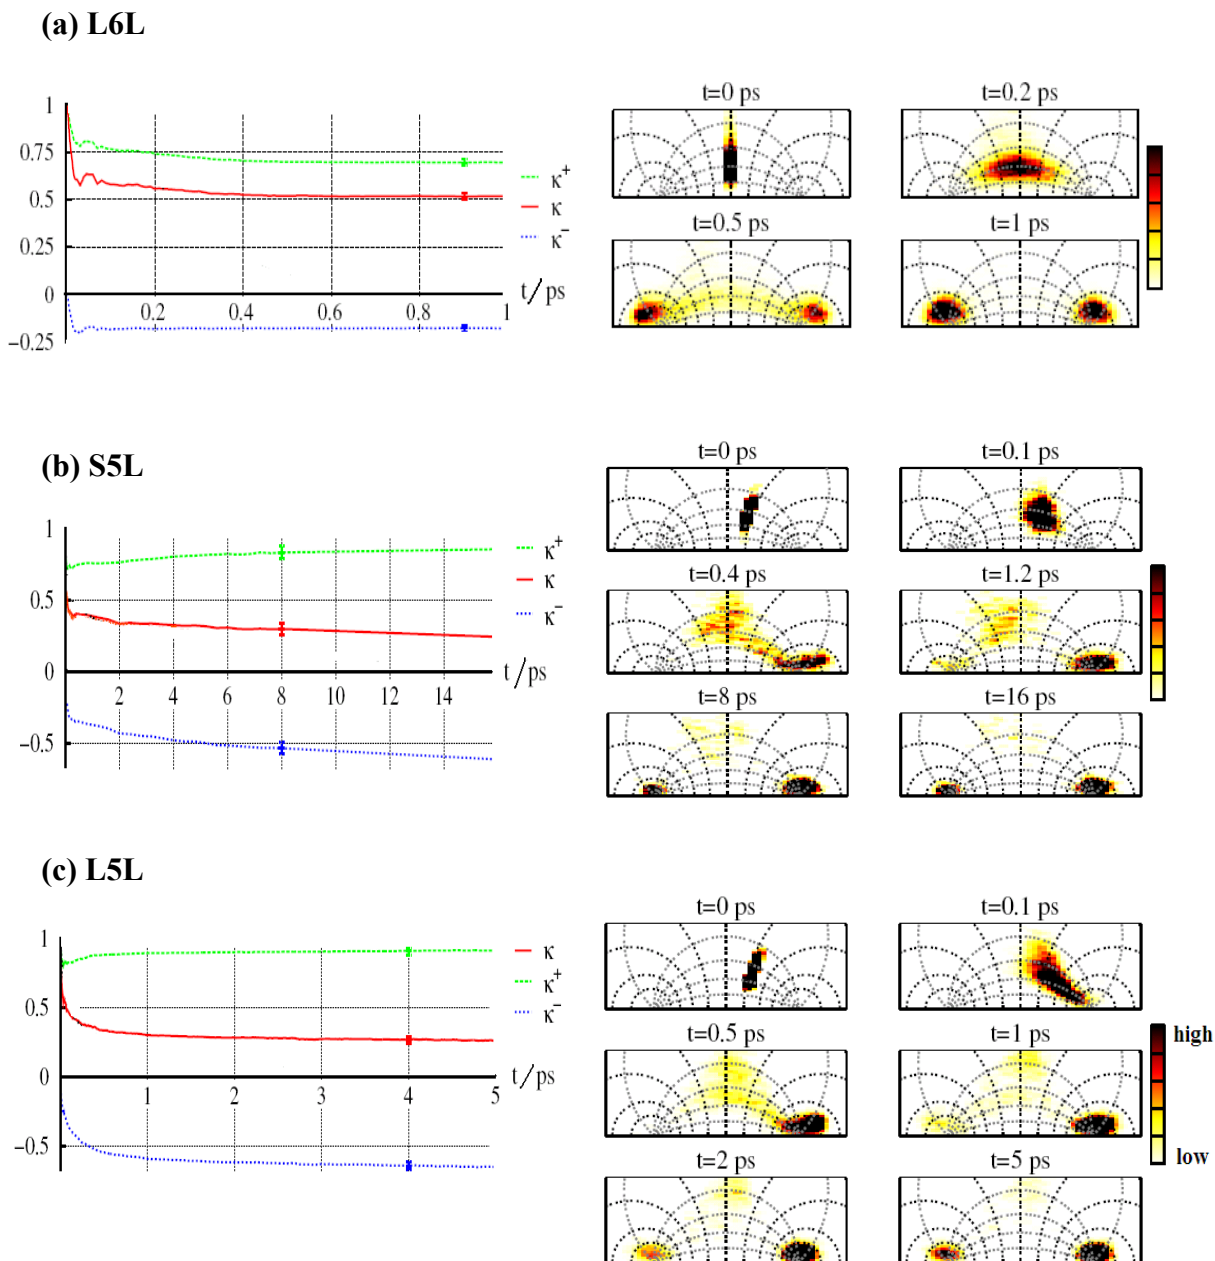 (a) L6L
1
0.75
0.5
0.25
0
−0.25
0.2
0.4
0.6
0.8
1
t/ps
κ+
κ
κ−
t=0 ps
t=0.2 ps
t=0.5 ps
t=1 ps
(b) S5L
1
0.5
0
−0.5
2
4
6
8
10
12
14
t/ps
κ+
κ
κ−
t=0 ps
t=0.1 ps
t=0.4 ps
t=1.2 ps
t=8 ps
t=16 ps
(c) L5L
1
0.5
0
−0.5
1
2
3
4
5
t/ps
κ
κ+
κ−
t=0 ps
t=0.1 ps
t=0.5 ps
t=1 ps
t=2 ps
t=5 ps
high
low